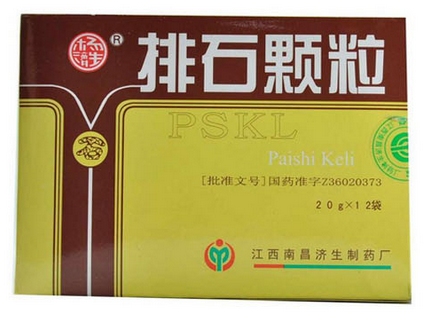 ®
排石颗粒
PSKL
Paishi Keli
[批准文号]国药准字Z36020373
20g×12袋
江西南昌济生制药厂